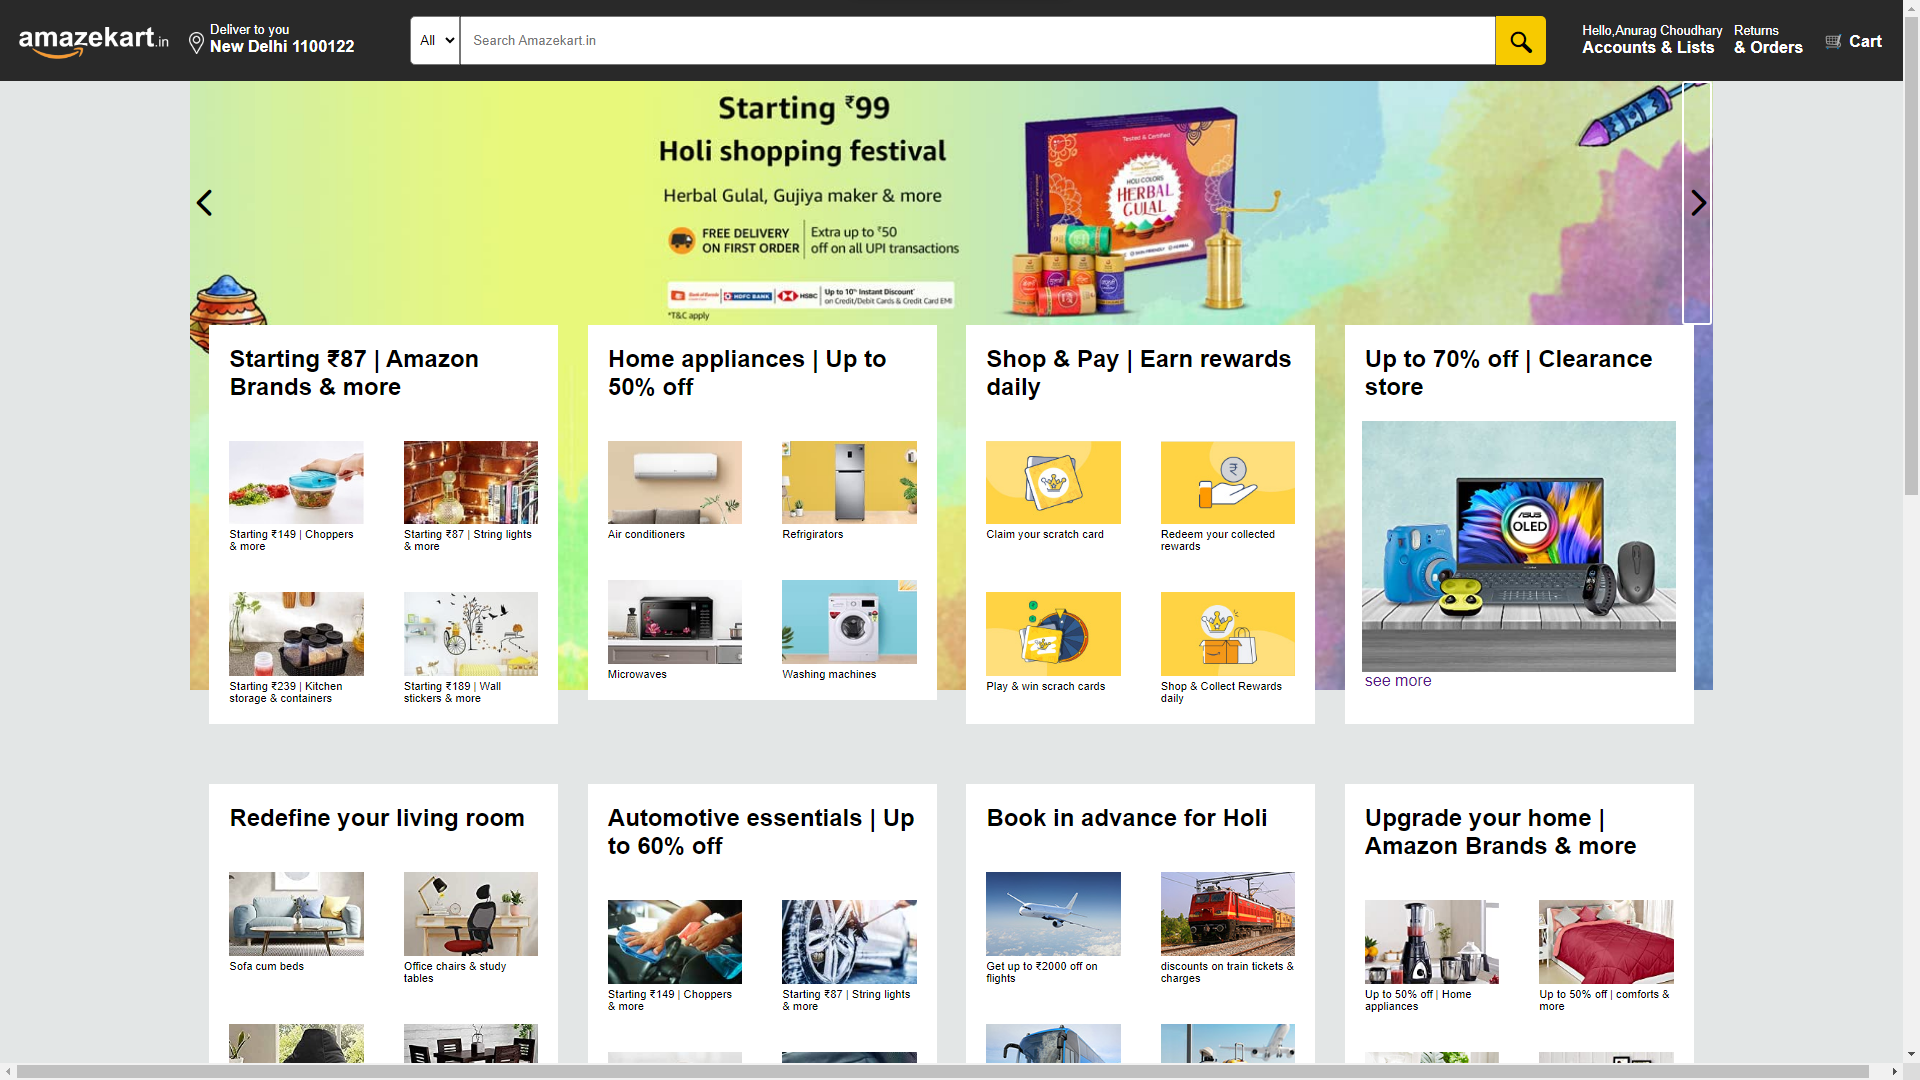 amazekart.in
Deliver to you
New Delhi 1100122
All
Search Amazekart.in
Hello,Anurag Choudhary
Accounts & Lists
Returns
& Orders
Cart
Starting ₹99
Holi shopping festival
Herbal Gulal, Gujiya maker & more
FREE DELIVERY
ON FIRST ORDER
Extra up to ₹50
off on all UPI transactions
Bank of Baroda
HDFC BANK
HSBC
Up to 10% Instant Discount*
on Credit/Debit Cards & Credit Card EMI
*T&C apply
Tested & Certified
HOLI COLORS
HERBAL
GULAL
Starting ₹87 | Amazon
Brands & more
Starting ₹149 | Choppers
& more
Starting ₹87 | String lights
& more
Starting ₹239 | Kitchen
storage & containers
Starting ₹189 | Wall
stickers & more
Home appliances | Up to
50% off
Air conditioners
Refrigirators
Microwaves
Washing machines
Shop & Pay | Earn rewards
daily
Claim your scratch card
Redeem your collected
rewards
Play & win scrach cards
Shop & Collect Rewards
daily
Up to 70% off | Clearance
store
ASUS
OLED
see more
Redefine your living room
Sofa cum beds
Office chairs & study
tables
Automotive essentials | Up
to 60% off
Starting ₹149 | Choppers
& more
Starting ₹87 | String lights
& more
Book in advance for Holi
Get up to ₹2000 off on
flights
discounts on train tickets &
charges
Upgrade your home |
Amazon Brands & more
Up to 50% off | Home
appliances
Up to 50% off | comforts &
more